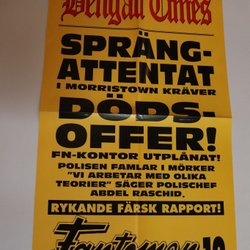 Bengali Times
SPRÄNG-
ATTENTAT
I MORRISTOWN KRÄVER
DÖDS-
OFFER!
FN-KONTOR UTPLÅNAT!
POLISEN FAMLAR I MÖRKER
"VI ARBETAR MED OLIKA
TEORIER" SÄGER POLISCHEF
ABDEL RASCHID.
RYKANDE FÄRSK RAPPORT!
Fantomen